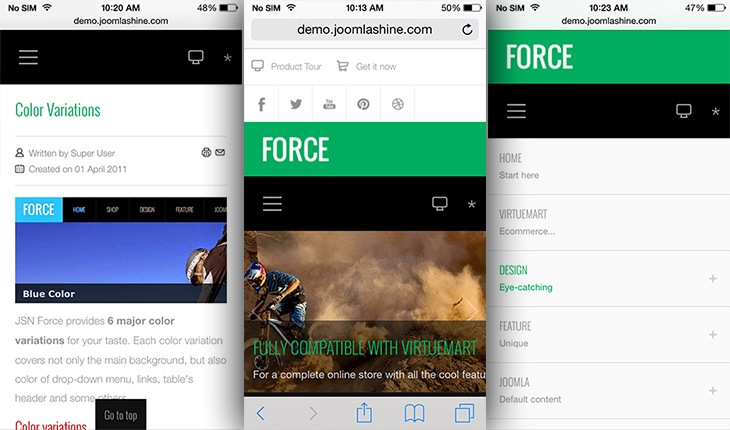 No SIM 10:20 AM 48%
demo.joomlashine.com
Color Variations
Written by Super User
Created on 01 April 2011
FORCE HOME SHOP DESIGN FEATURE
Blue Color
JSN Force provides 6 major color
variations for your taste. Each color variation
covers not only the main background, but also
color of drop-down menu, links, table's
header and some others.
Color variations
Go to top
No SIM 10:13 AM 50%
demo.joomlashine.com
Product Tour Get it now
You Tube
FORCE
FULLY COMPATIBLE WITH VIRTUEMART
For a complete online store with all the cool featu
No SIM 10:23 AM 47%
demo.joomlashine.com
FORCE
HOME
Start here
VIRTUEMART
Ecommerce...
DESIGN
Eye-catching
FEATURE
Unique
JOOMLA
Default content